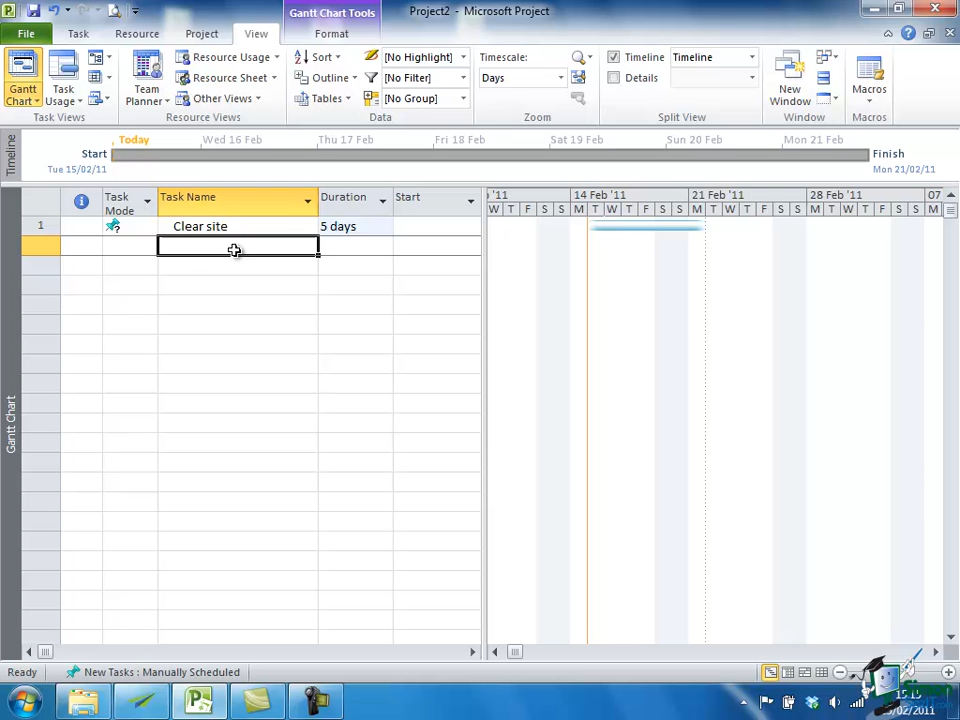 Gantt Chart Tools
Project2 - Microsoft Project
File Task Resource Project View Format
Gantt Chart
Task Usage
Team Planner
Resource Usage
Resource Sheet
Other Views
Sort
Outline
Tables
[No Highlight]
[No Filter]
[No Group]
Timescale:
Days
Timeline Timeline
Details
New Window
Macros
Task Views Resource Views Data Zoom Split View Window Macros
Timeline
Today Wed 16 Feb Thu 17 Feb Fri 18 Feb Sat 19 Feb Sun 20 Feb Mon 21 Feb
Start Finish
Tue 15/02/11 Mon 21/02/11
Task Mode Task Name Duration Start
'11 14 Feb '11 21 Feb '11 28 Feb '11 07
W T F S S M T W T F S S M T W T F S S M T W T F S S M
1 ? Clear site 5 days
Gantt Chart
Ready New Tasks : Manually Scheduled